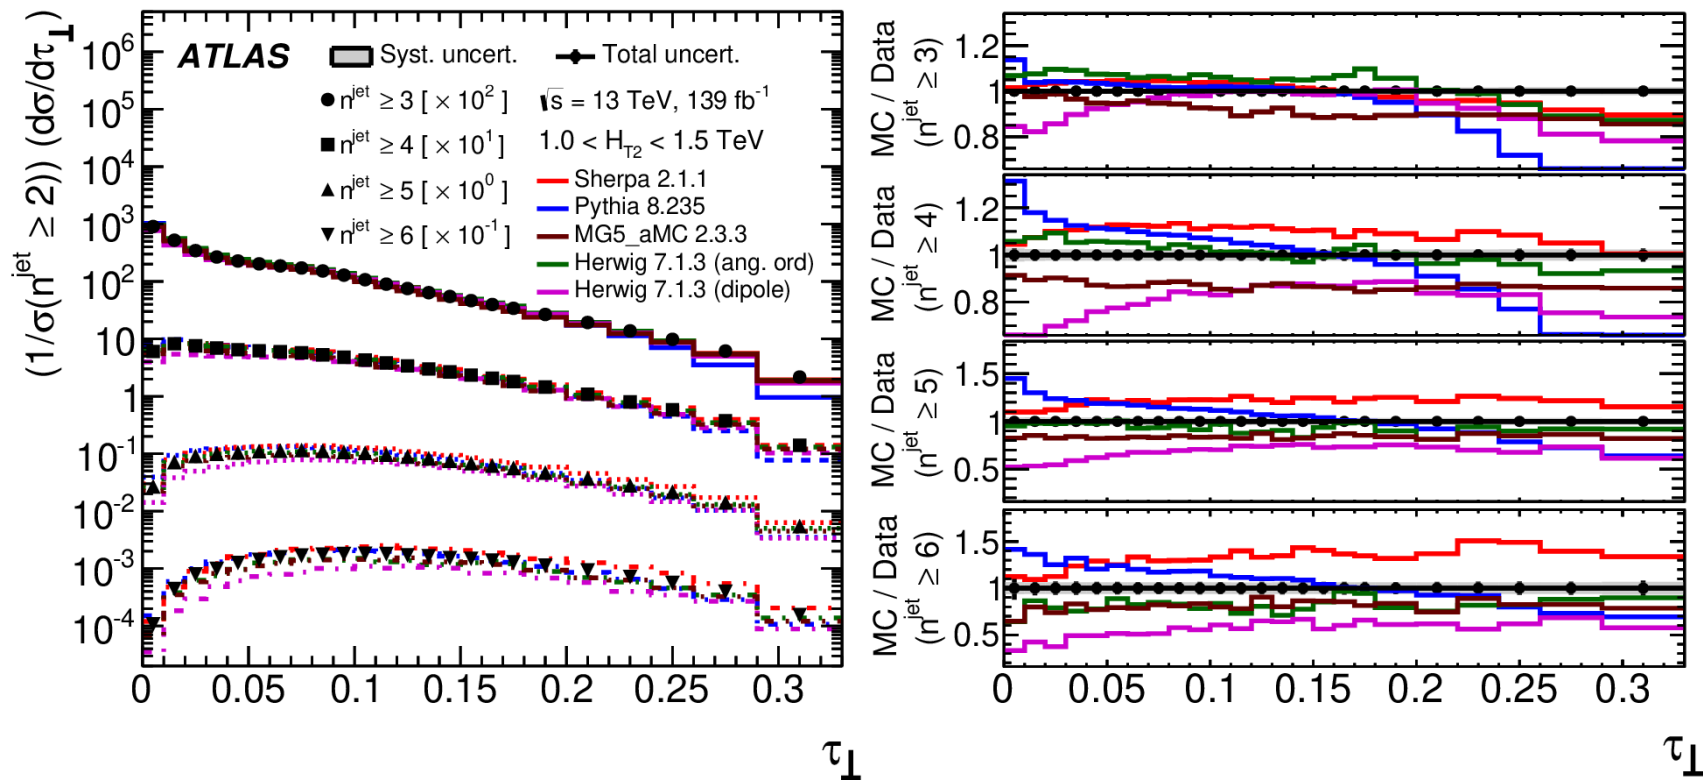 (1/σ(n^jet ≥ 2)) (dσ/dτ⊥)
10^6
10^5
10^4
10^3
10^2
10
1
10^-1
10^-2
10^-3
10^-4
ATLAS
Syst. uncert.
Total uncert.
n^jet ≥ 3 [ × 10^2 ]
n^jet ≥ 4 [ × 10^1 ]
n^jet ≥ 5 [ × 10^0 ]
n^jet ≥ 6 [ × 10^-1 ]
√s = 13 TeV, 139 fb^-1
1.0 < H_T2 < 1.5 TeV
Sherpa 2.1.1
Pythia 8.235
MG5_aMC 2.3.3
Herwig 7.1.3 (ang. ord)
Herwig 7.1.3 (dipole)
0 0.05 0.1 0.15 0.2 0.25 0.3
τ⊥
MC / Data
(n^jet ≥ 3)
1.2
1
0.8
MC / Data
(n^jet ≥ 4)
1.2
1
0.8
MC / Data
(n^jet ≥ 5)
1.5
1
0.5
MC / Data
(n^jet ≥ 6)
1.5
1
0.5
0 0.05 0.1 0.15 0.2 0.25 0.3
τ⊥